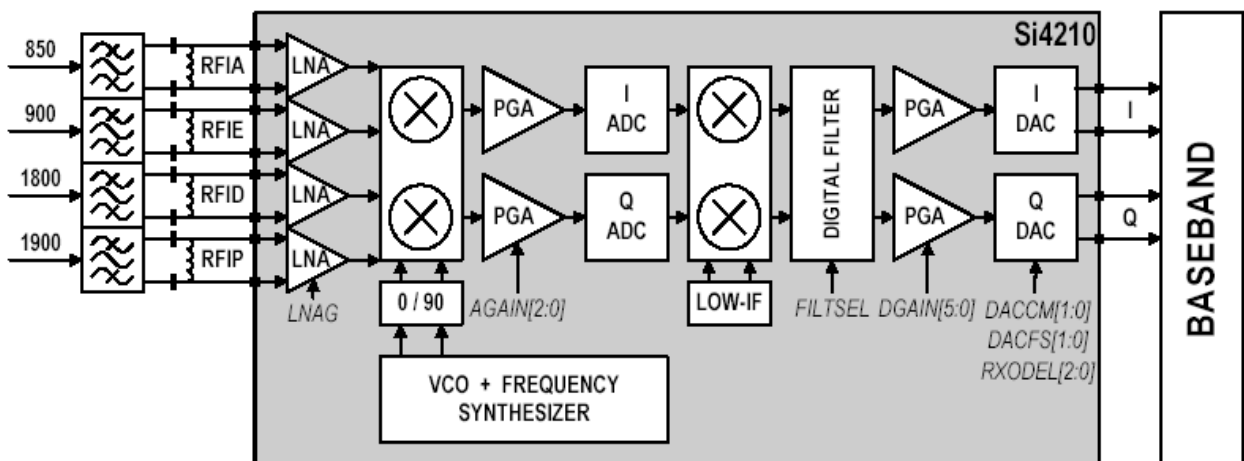 Si4210
850
RFIA
LNA
900
RFIE
LNA
1800
RFID
LNA
1900
RFIP
LNA
LNAG
0 / 90
VCO + FREQUENCY
SYNTHESIZER
PGA
PGA
AGAIN[2:0]
I
ADC
Q
ADC
LOW-IF
DIGITAL FILTER
FILTSEL
PGA
PGA
DGAIN[5:0]
I
DAC
Q
DAC
DACCM[1:0]
DACFS[1:0]
RXODEL[2:0]
I
Q
BASEBAND